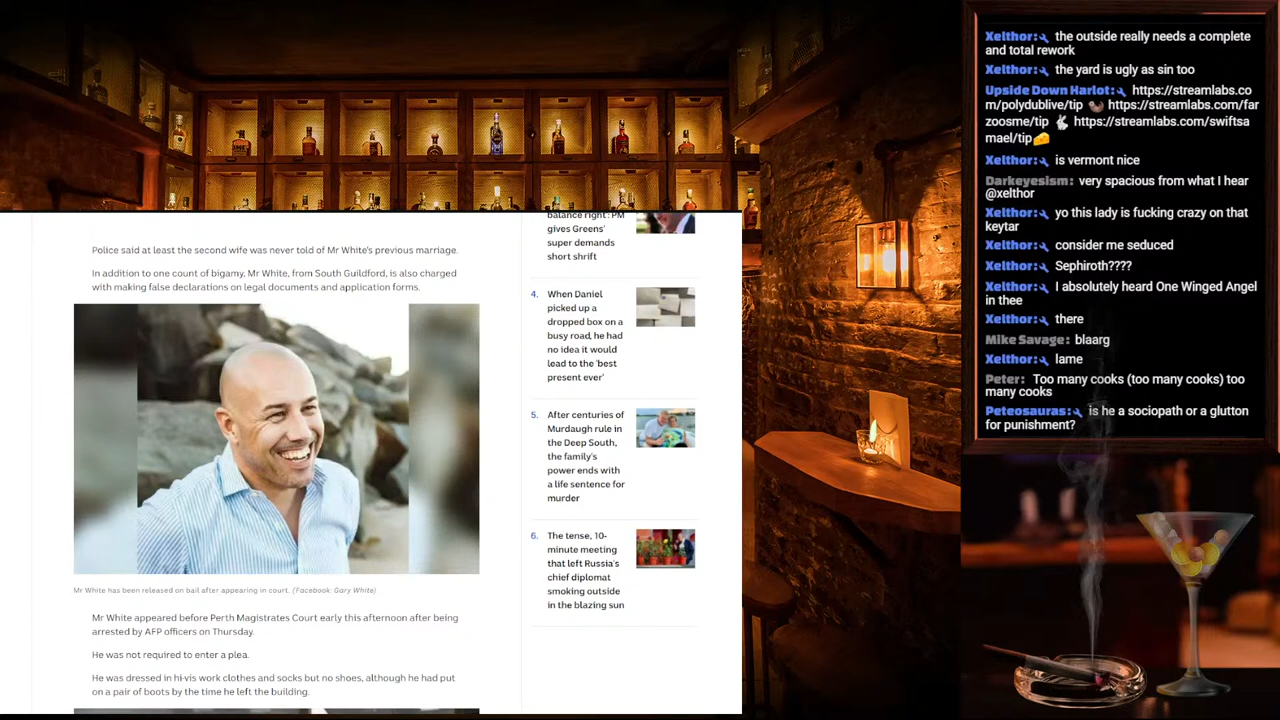 Police said at least the second wife was never told of Mr White's previous marriage.
In addition to one count of bigamy, Mr White, from South Guildford, is also charged
with making false declarations on legal documents and application forms.
Mr White has been released on bail after appearing in court. (Facebook: Gary White)
Mr White appeared before Perth Magistrates Court early this afternoon after being
arrested by AFP officers on Thursday.
He was not required to enter a plea.
He was dressed in hi-vis work clothes and socks but no shoes, although he had put
on a pair of boots by the time he left the building.
balance right': PM
gives Greens'
super demands
short shrift
4. When Daniel
picked up a
dropped box on a
busy road, he had
no idea it would
lead to the 'best
present ever'
5. After centuries of
Murdaugh rule in
the Deep South,
the family's
power ends with
a life sentence for
murder
6. The tense, 10-
minute meeting
that left Russia's
chief diplomat
smoking outside
in the blazing sun
Xelthor: the outside really needs a complete
and total rework
Xelthor: the yard is ugly as sin too
Upside Down Harlot: https://streamlabs.co
m/polydublive/tip 🦦 https://streamlabs.com/far
zoosme/tip 🐇 https://streamlabs.com/swiftsa
mael/tip🧀
Xelthor: is vermont nice
Darkeyesism: very spacious from what I hear
@xelthor
Xelthor: yo this lady is fucking crazy on that
keytar
Xelthor: consider me seduced
Xelthor: Sephiroth????
Xelthor: I absolutely heard One Winged Angel
in thee
Xelthor: there
Mike Savage: blaarg
Xelthor: lame
Peter: Too many cooks (too many cooks) too
many cooks
Peteosauras: is he a sociopath or a glutton
for punishment?